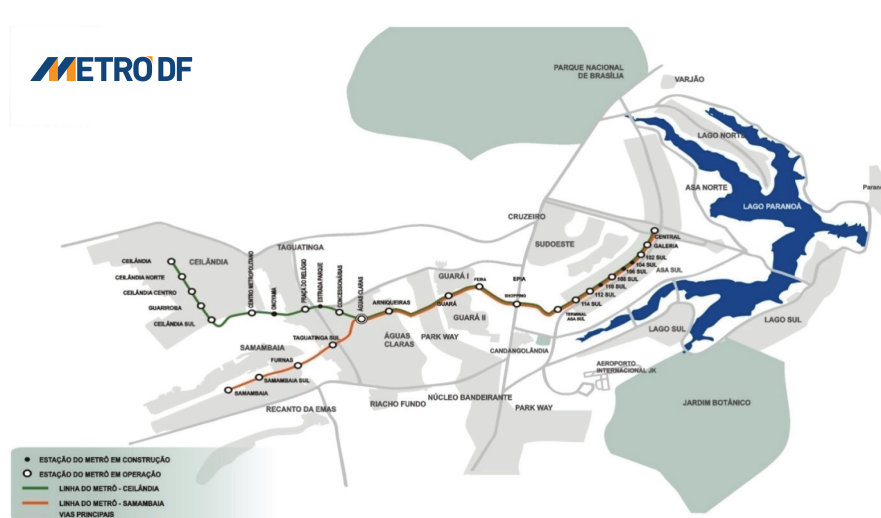 METRÔ DF
PARQUE NACIONAL
DE BRASÍLIA
VARJÃO
LAGO NORTE
ASA NORTE
LAGO PARANOÁ
Parano
CRUZEIRO
SUDOESTE
CENTRAL
GALERIA
102 SUL
104 SUL
106 SUL
108 SUL
110 SUL
112 SUL
114 SUL
ASA SUL
TERMINAL
ASA SUL
EPIA
SHOPPING
FEIRA
GUARÁ I
GUARÁ
GUARÁ II
ARNIQUEIRAS
ÁGUAS CLARAS
CONCESSIONÁRIAS
ESTRADA PARQUE
PRAÇA DO RELÓGIO
TAGUATINGA
ONOYAMA
CENTRO METROPOLITANO
CEILÂNDIA
CEILÂNDIA
CEILÂNDIA NORTE
CEILÂNDIA CENTRO
GUARIROBA
CEILÂNDIA SUL
SAMAMBAIA
TAGUATINGA SUL
FURNAS
SAMAMBAIA SUL
SAMAMBAIA
ÁGUAS
CLARAS
PARK WAY
CANDANGOLÂNDIA
LAGO SUL
LAGO SUL
AEROPORTO
INTERNACIONAL JK
JARDIM BOTÂNICO
RECANTO DA EMAS
RIACHO FUNDO
NÚCLEO BANDEIRANTE
PARK WAY
ESTAÇÃO DO METRÔ EM CONSTRUÇÃO
ESTAÇÃO DO METRÔ EM OPERAÇÃO
LINHA DO METRÔ - CEILÂNDIA
LINHA DO METRÔ - SAMAMBAIA
VIAS PRINCIPAIS